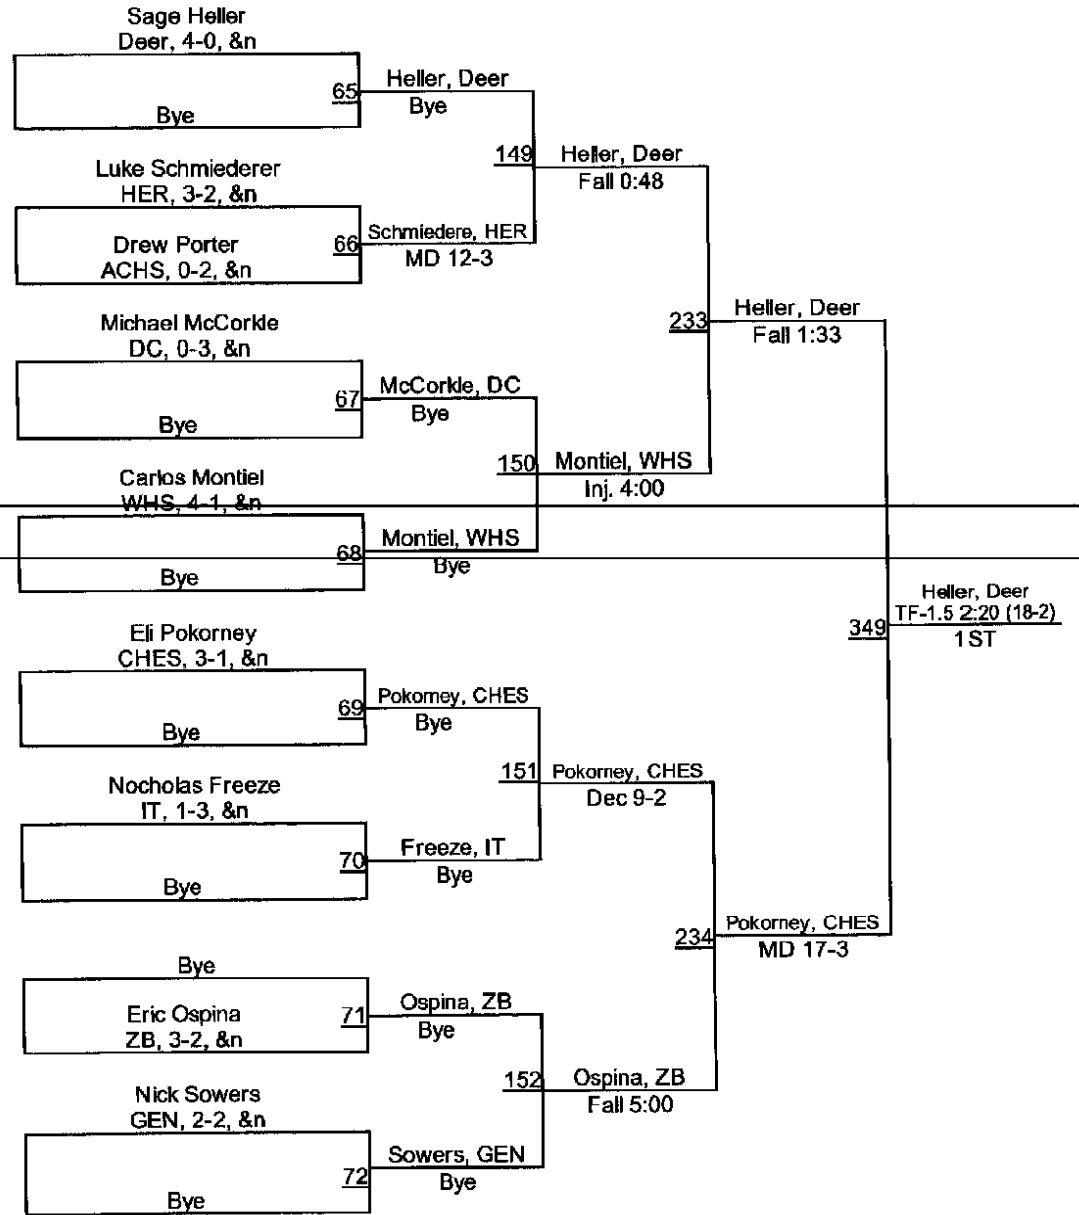 Sage Heller
Deer, 4-0, &n
65
Bye
Heller, Deer
Bye
149
Heller, Deer
Fall 0:48
Luke Schmiederer
HER, 3-2, &n
Drew Porter
ACHS, 0-2, &n
66
Schmiedere, HER
MD 12-3
233
Heller, Deer
Fall 1:33
Michael McCorkle
DC, 0-3, &n
67
Bye
McCorkle, DC
Bye
150
Montiel, WHS
Inj. 4:00
Carlos Montiel
WHS, 4-1, &n
68
Bye
Montiel, WHS
Bye
349
Heller, Deer
TF-1.5 2:20 (18-2)
1ST
Eli Pokorney
CHES, 3-1, &n
69
Bye
Pokorney, CHES
Bye
151
Pokorney, CHES
Dec 9-2
Nocholas Freeze
IT, 1-3, &n
70
Bye
Freeze, IT
Bye
234
Pokorney, CHES
MD 17-3
Bye
Eric Ospina
ZB, 3-2, &n
71
Ospina, ZB
Bye
152
Ospina, ZB
Fall 5:00
Nick Sowers
GEN, 2-2, &n
72
Bye
Sowers, GEN
Bye